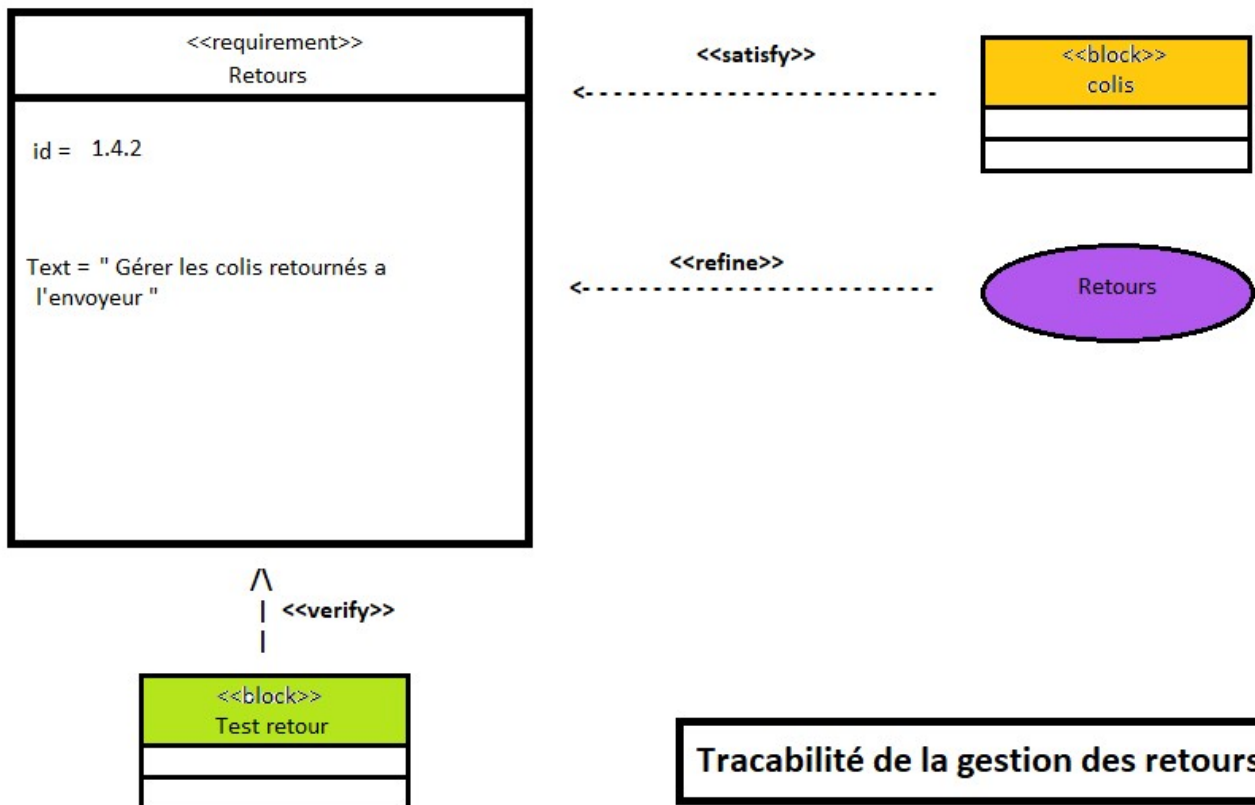 <<requirement>>
Retours
id = 1.4.2
Text = " Gérer les colis retournés a
l'envoyeur "
<<satisfy>>
<<block>>
colis
<<refine>>
Retours
<<verify>>
<<block>>
Test retour
Tracabilité de la gestion des retours